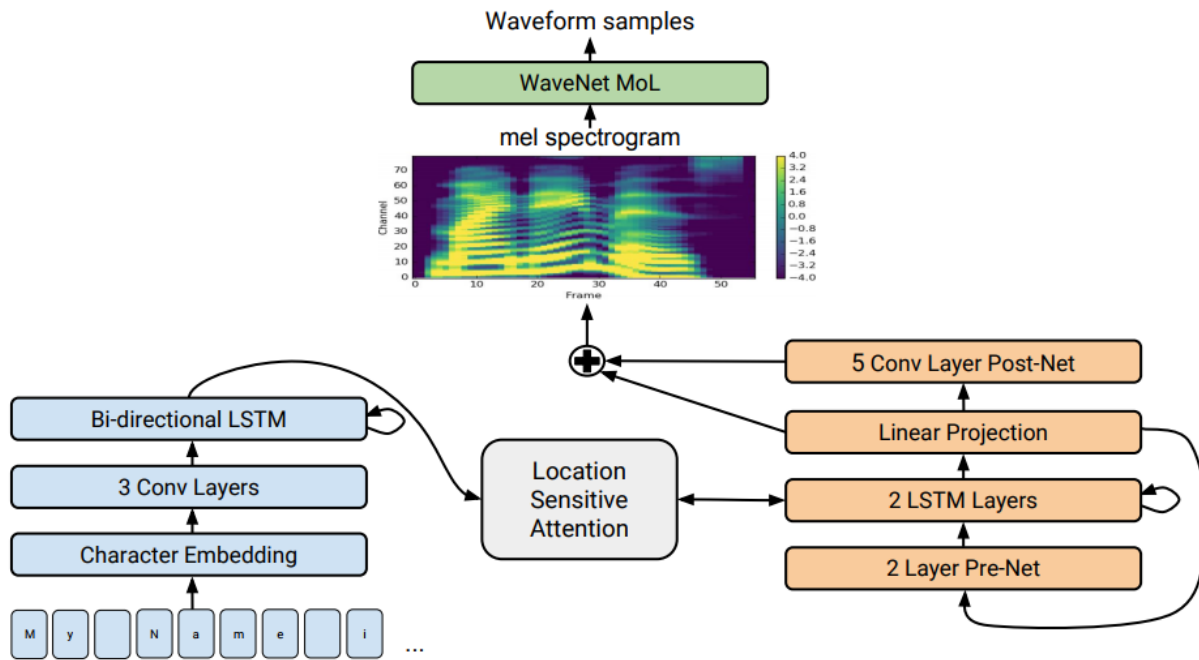 Waveform samples
WaveNet MoL
mel spectrogram
70
60
50
40
30
20
10
0
Channel
0 10 20 30 40 50
Frame
4.0
3.2
2.4
1.6
0.8
0.0
−0.8
−1.6
−2.4
−3.2
−4.0
Bi-directional LSTM
3 Conv Layers
Character Embedding
M y N a m e i ...
Location
Sensitive
Attention
5 Conv Layer Post-Net
Linear Projection
2 LSTM Layers
2 Layer Pre-Net